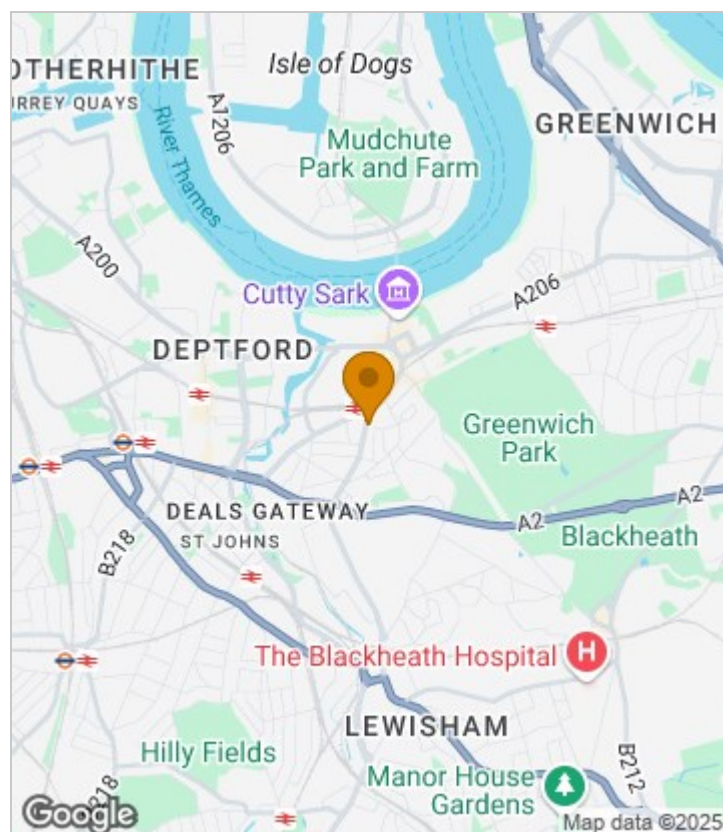 OTHERHITHE
URREY QUAYS
Isle of Dogs
A1206
River Thames
Mudchute
Park and Farm
GREENWICH
A200
Cutty Sark
A206
DEPTFORD
Greenwich
Park
A2
A2
DEALS GATEWAY
ST JOHNS
Blackheath
B218
The Blackheath Hospital
H
LEWISHAM
Hilly Fields
B212
B218
Manor House
Gardens
Google
Map data ©2025